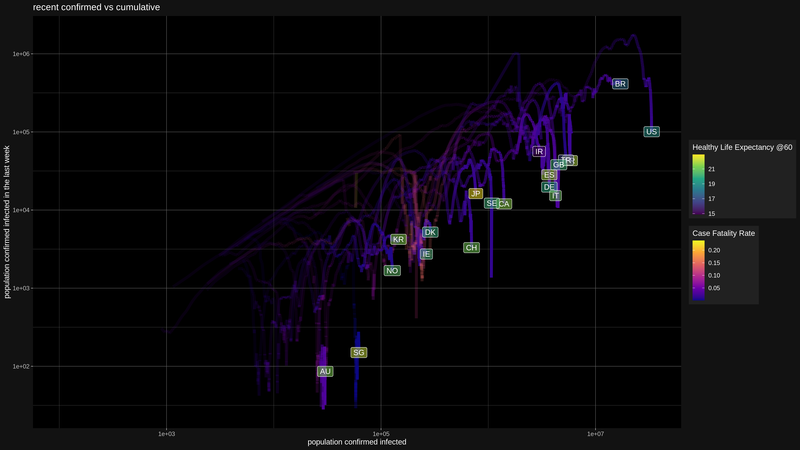 recent confirmed vs cumulative
population confirmed infected in the last week
1e+06
1e+05
1e+04
1e+03
1e+02
BR
US
IR
GB
ES
DE
IT
JP
SE
CA
KR
DK
CH
IE
NO
SG
AU
1e+03
1e+05
1e+07
population confirmed infected
Healthy Life Expectancy @60
21
19
17
15
Case Fatality Rate
0.20
0.15
0.10
0.05